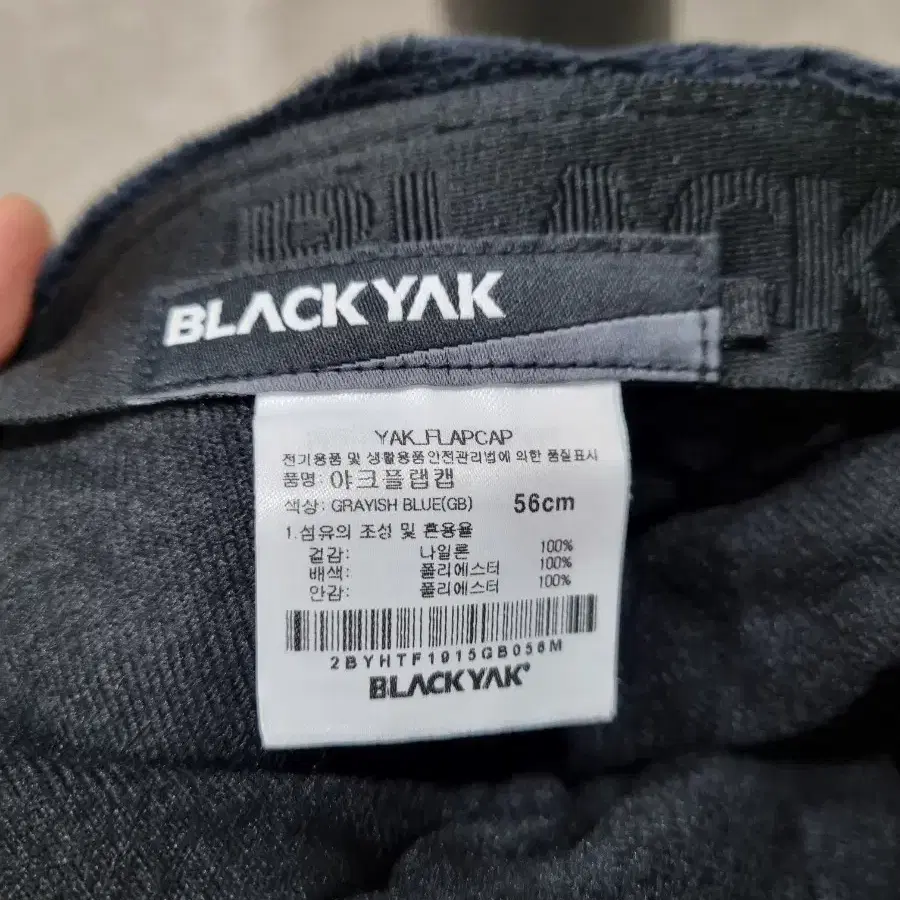 BLACK
BLACKYAK
YAK_FLAPCAP
전기용품 및 생활용품안전관리법에 의한 품질표시
품명: 야크플랩캡
색상: GRAYISH BLUE(GB) 56cm
1.섬유의 조성 및 혼용율
겉감: 나일론 100%
배색: 폴리에스터 100%
안감: 폴리에스터 100%
2BYHTF1915GB056M
BLACKYAK®